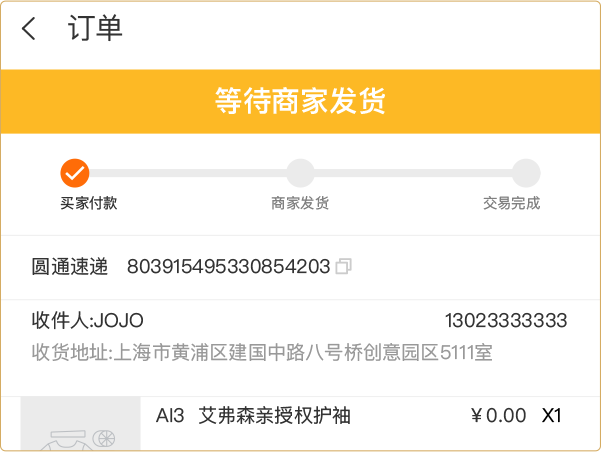 订单
等待商家发货
买家付款 商家发货 交易完成
圆通速递 803915495330854203
收件人:JOJO 13023333333
收货地址:上海市黄浦区建国中路八号桥创意园区5111室
AI3 艾弗森亲授权护袖 ¥0.00 X1